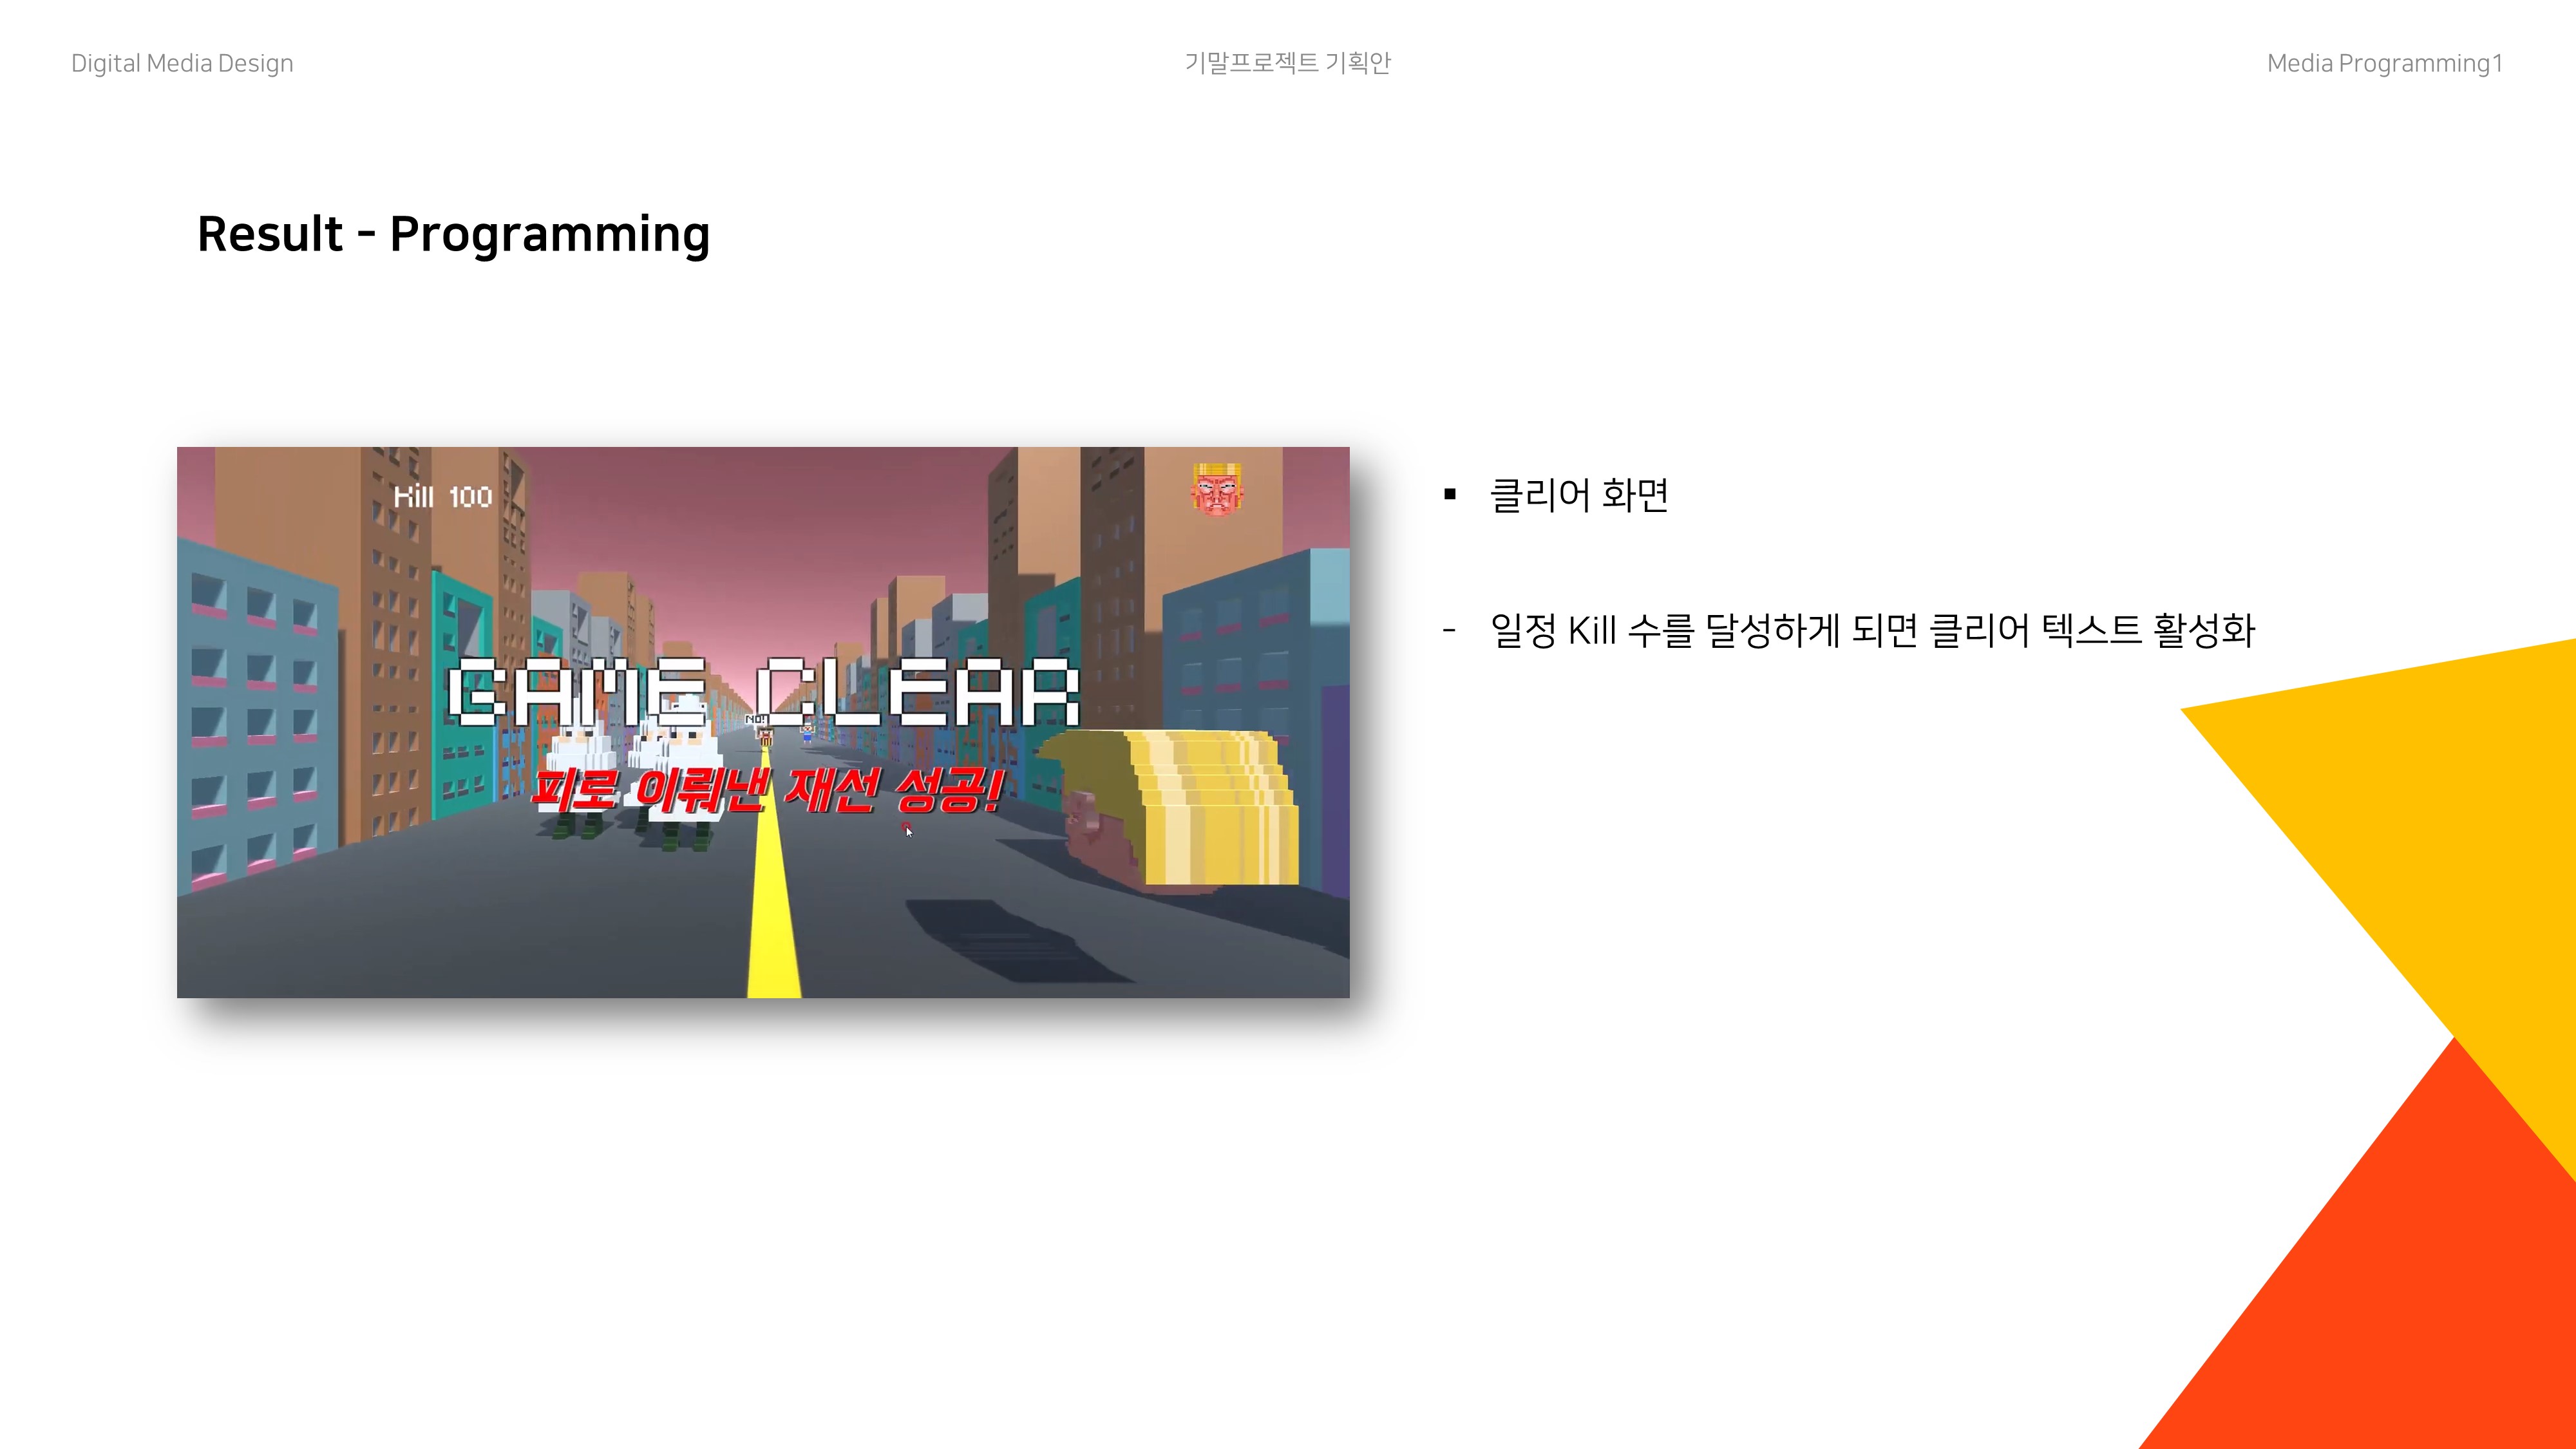 Digital Media Design
기말프로젝트 기획안
Media Programming1
Result - Programming
Kill 100
GAME CLEAR
NO!
피로 이뤄낸 재선 성공!
▪ 클리어 화면
- 일정 Kill 수를 달성하게 되면 클리어 텍스트 활성화